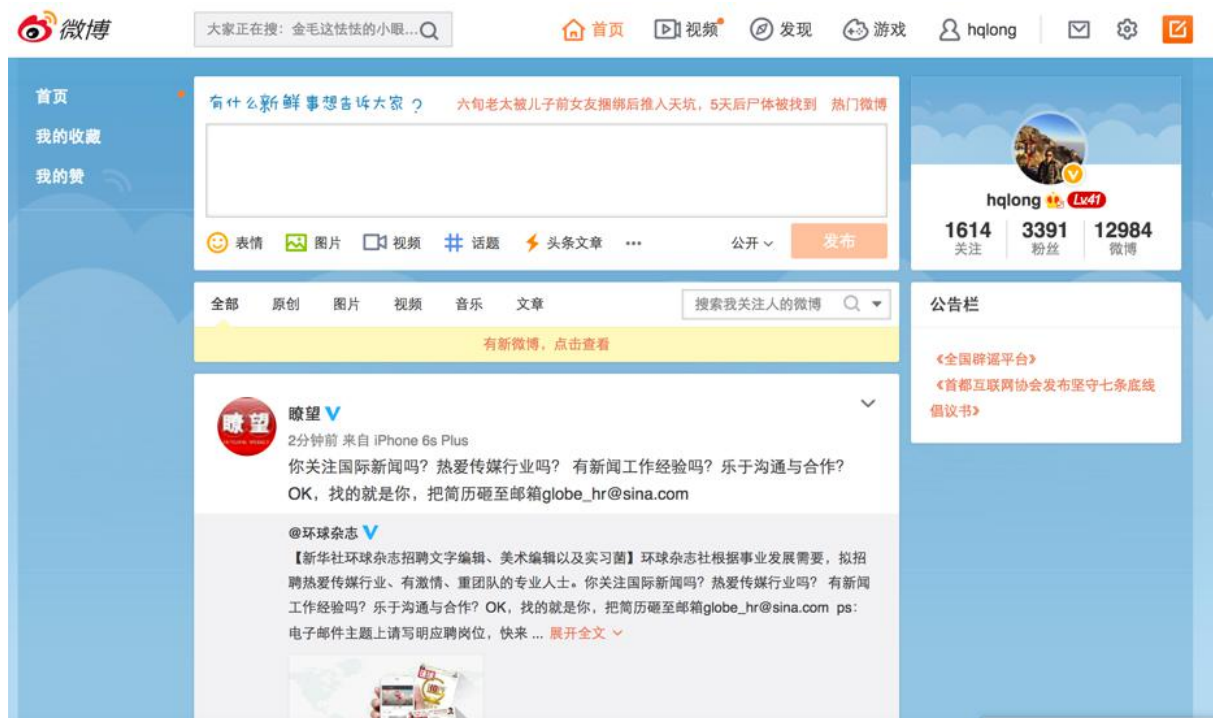 微博
大家正在搜：金毛这怯怯的小眼...
首页
视频
发现
游戏
hqlong
首页
我的收藏
我的赞
有什么新鲜事想告诉大家？
六旬老太被儿子前女友捆绑后推入天坑，5天后尸体被找到 热门微博
表情
图片
视频
话题
头条文章
...
公开
发布
V
hqlong Lv41
1614 3391 12984
关注 粉丝 微博
全部 原创 图片 视频 音乐 文章
搜索我关注人的微博
有新微博，点击查看
公告栏
《全国辟谣平台》
《首都互联网协会发布坚守七条底线
倡议书》
瞭望
瞭望 V
2分钟前 来自 iPhone 6s Plus
你关注国际新闻吗？热爱传媒行业吗？ 有新闻工作经验吗？乐于沟通与合作？
OK，找的就是你，把简历砸至邮箱globe_hr@sina.com
@环球杂志 V
【新华社环球杂志招聘文字编辑、美术编辑以及实习菌】环球杂志社根据事业发展需要，拟招
聘热爱传媒行业、有激情、重团队的专业人士。你关注国际新闻吗？热爱传媒行业吗？ 有新闻
工作经验吗？乐于沟通与合作？OK，找的就是你，把简历砸至邮箱globe_hr@sina.com ps：
电子邮件主题上请写明应聘岗位，快来 ... 展开全文